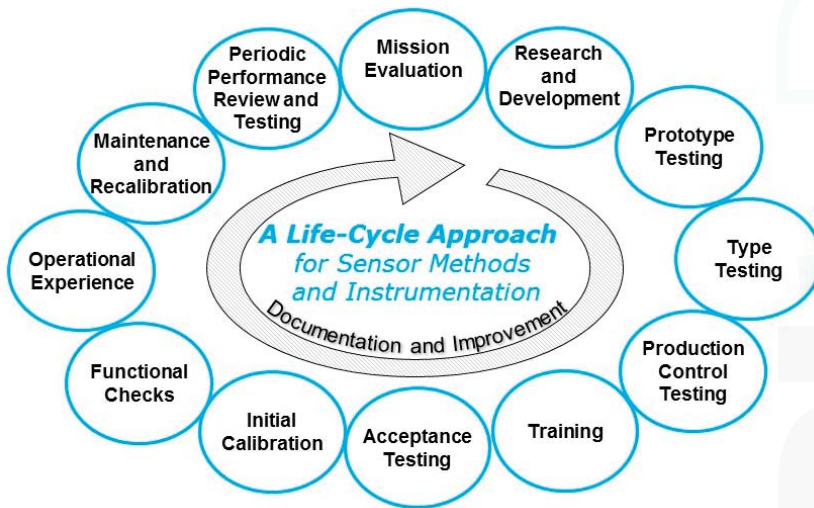 Mission
Evaluation
Research
and
Development
Prototype
Testing
Type
Testing
Production
Control
Testing
Training
Acceptance
Testing
Initial
Calibration
Functional
Checks
Operational
Experience
Maintenance
and
Recalibration
Periodic
Performance
Review and
Testing
A Life-Cycle Approach
for Sensor Methods
and Instrumentation
Documentation and Improvement